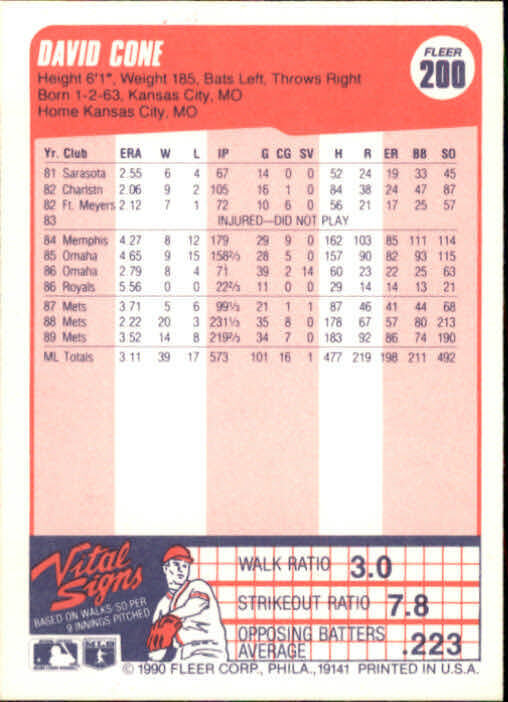 DAVID CONE
FLEER
200
Height 6'1", Weight 185, Bats Left, Throws Right
Born 1-2-63, Kansas City, MO
Home Kansas City, MO
Yr. Club ERA W L IP G CG SV H R ER BB SO
81 Sarasota 2.55 6 4 67 14 0 0 52 24 19 33 45
82 Charlstn 2.06 9 2 105 16 1 0 84 38 24 47 87
82 Ft. Meyers 2.12 7 1 72 10 6 0 56 21 17 25 57
83 INJURED—DID NOT PLAY
84 Memphis 4.27 8 12 179 29 9 0 162 103 85 111 114
85 Omaha 4.65 9 15 158⅔ 28 5 0 157 90 82 93 115
86 Omaha 2.79 8 4 71 39 2 14 60 23 22 25 63
86 Royals 5.56 0 0 22⅔ 11 0 0 29 14 14 13 21
87 Mets 3.71 5 6 99⅓ 21 1 1 87 46 41 44 68
88 Mets 2.22 20 3 231⅓ 35 8 0 178 67 57 80 213
89 Mets 3.52 14 8 219⅔ 34 7 0 183 92 86 74 190
ML Totals 3.11 39 17 573 101 16 1 477 219 198 211 492
Vital
Signs
BASED ON WALKS/SO PER
9 INNINGS PITCHED
WALK RATIO 3.0
STRIKEOUT RATIO 7.8
OPPOSING BATTERS
AVERAGE .223
© 1990 FLEER CORP., PHILA., 19141 PRINTED IN U.S.A.